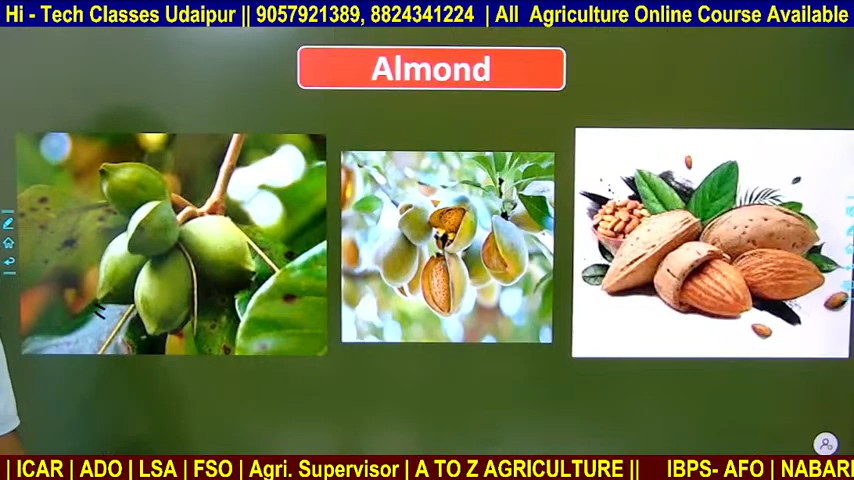 Hi - Tech Classes Udaipur || 9057921389, 8824341224 | All Agriculture Online Course Available
Almond
| ICAR | ADO | LSA | FSO | Agri. Supervisor | A TO Z AGRICULTURE || IBPS- AFO | NABARD